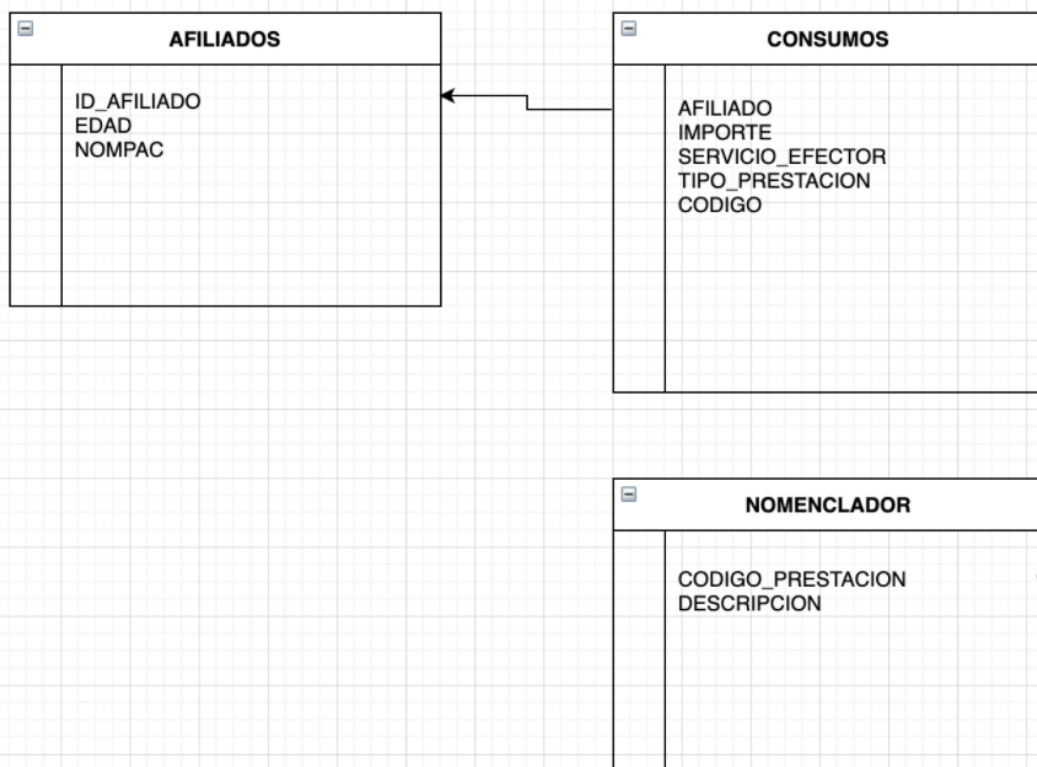 AFILIADOS
ID_AFILIADO
EDAD
NOMPAC
CONSUMOS
AFILIADO
IMPORTE
SERVICIO_EFECTOR
TIPO_PRESTACION
CODIGO
NOMENCLADOR
CODIGO_PRESTACION
DESCRIPCION